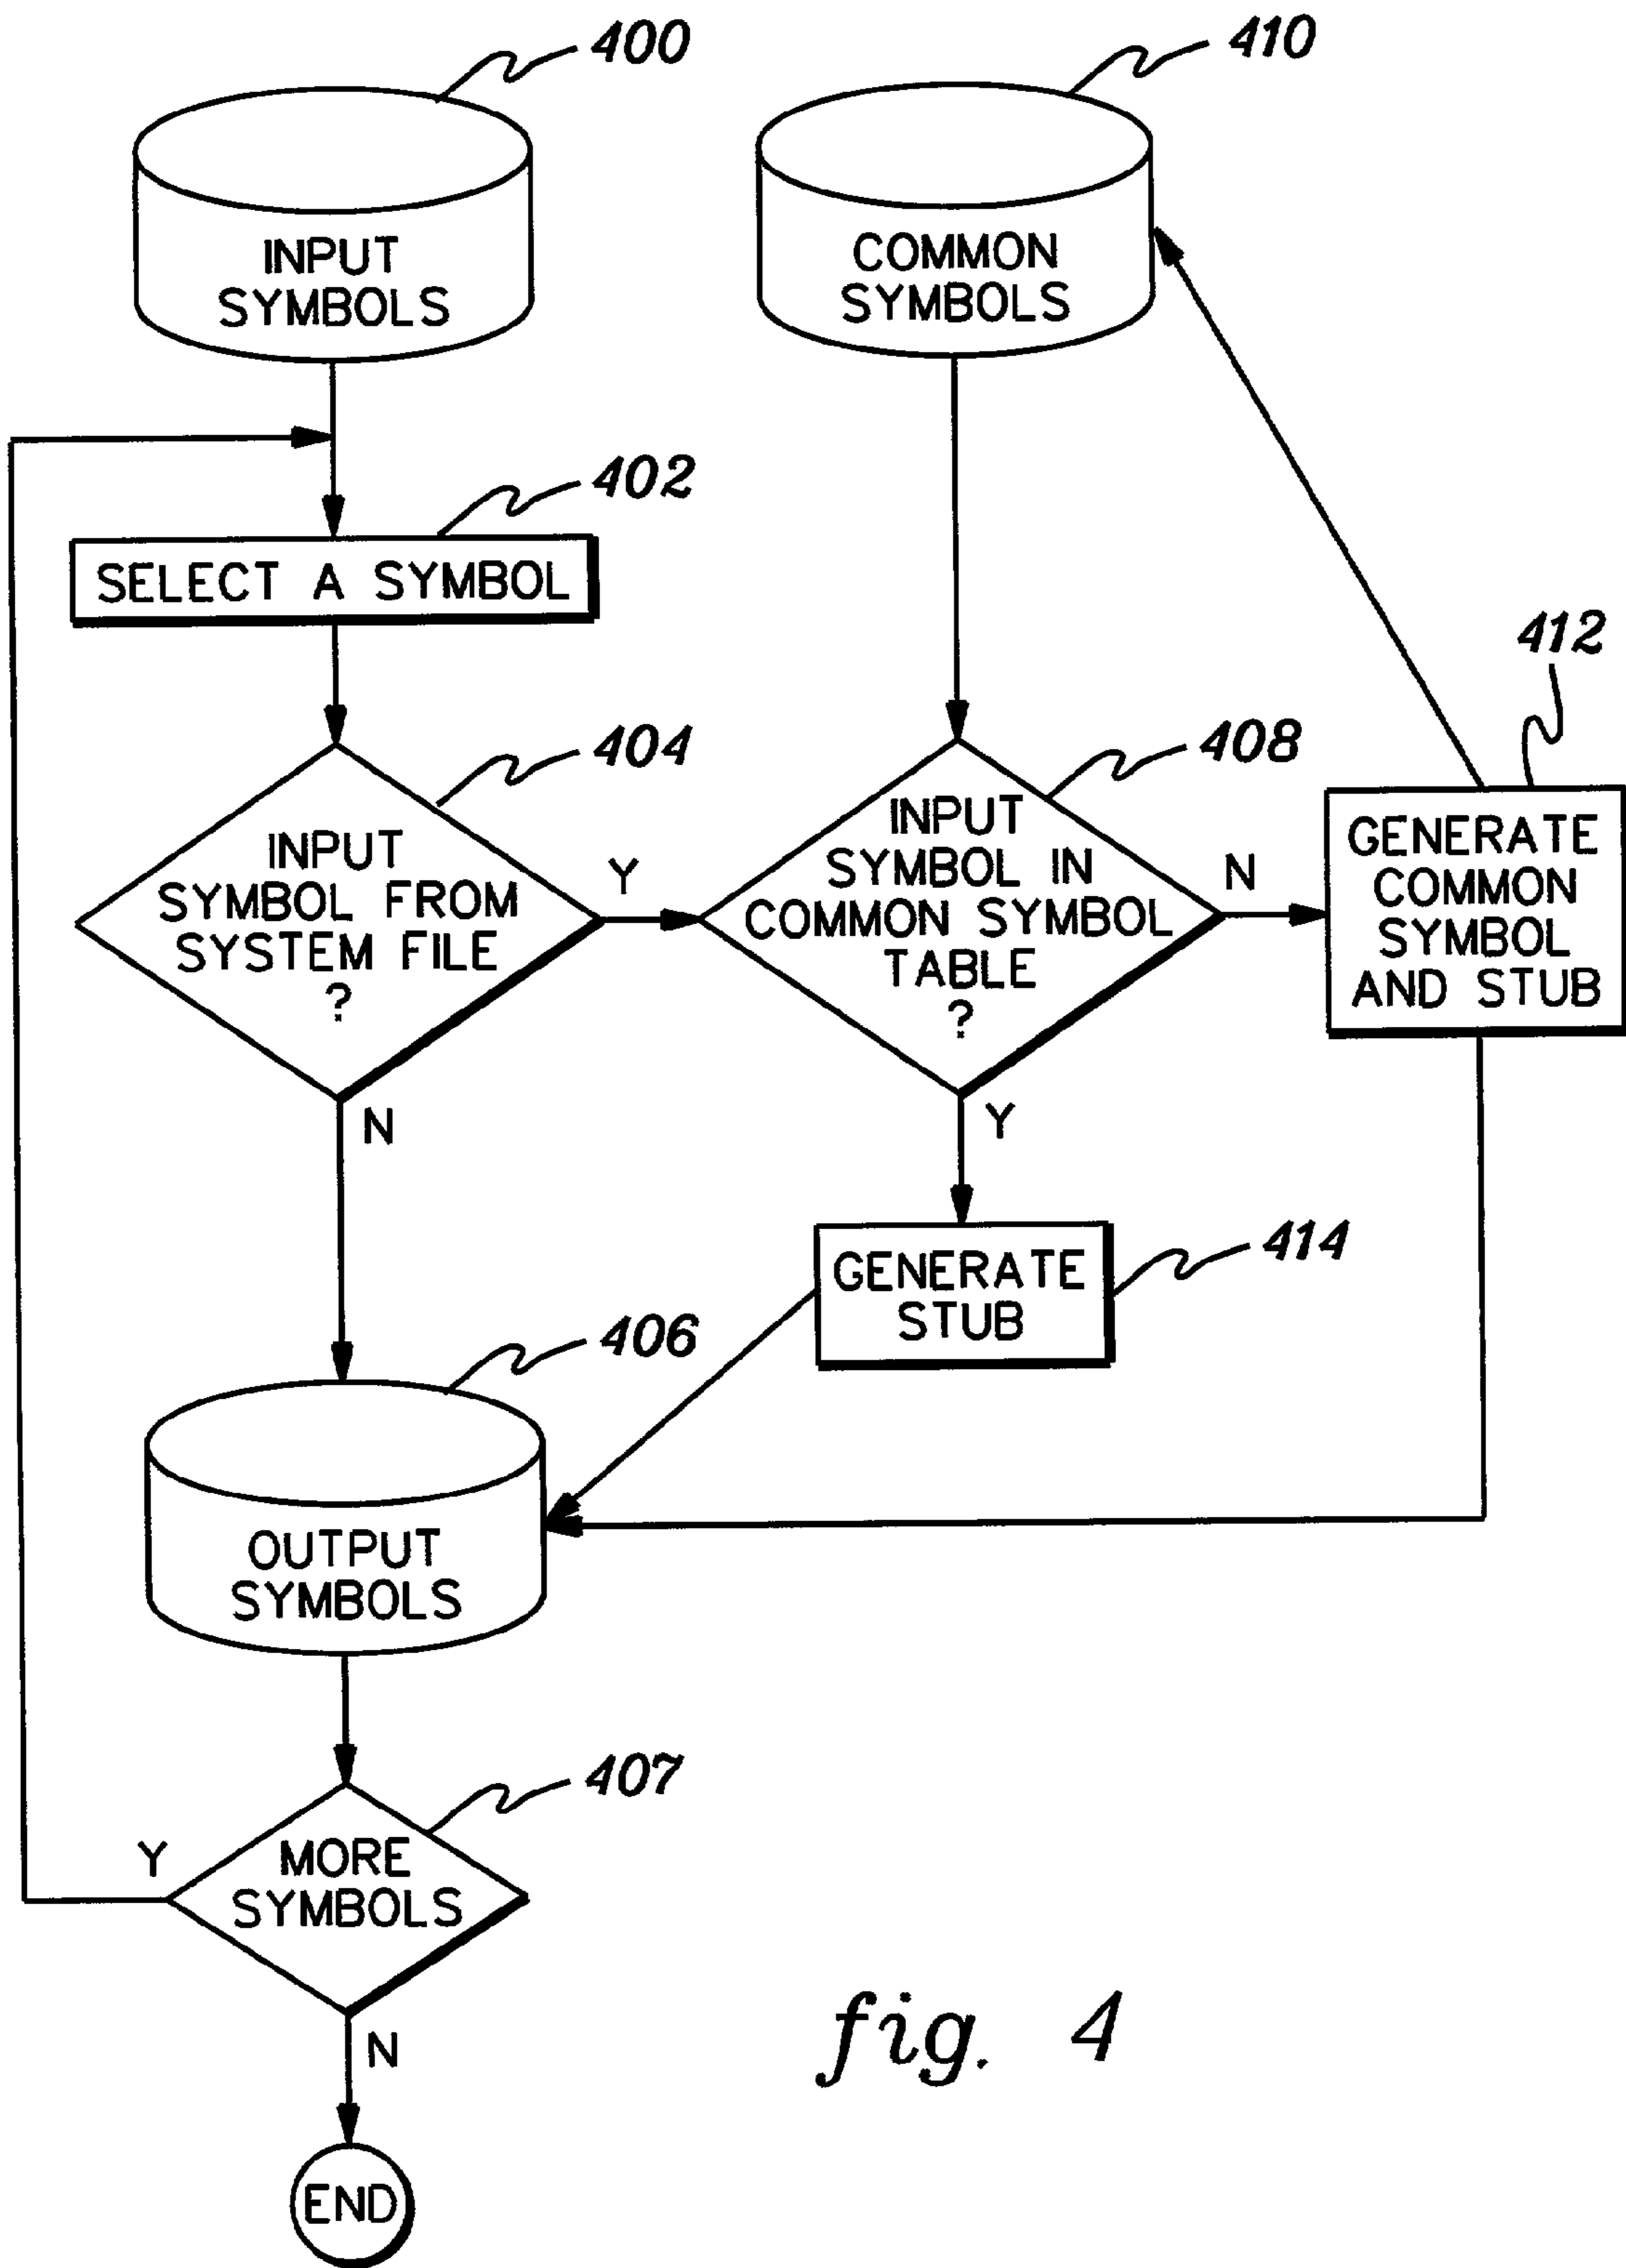 400
INPUT
SYMBOLS
410
COMMON
SYMBOLS
402
SELECT A SYMBOL
404
INPUT
SYMBOL FROM
SYSTEM FILE
?
Y
N
408
INPUT
SYMBOL IN
COMMON SYMBOL
TABLE
?
N
Y
412
GENERATE
COMMON
SYMBOL
AND STUB
414
GENERATE
STUB
406
OUTPUT
SYMBOLS
407
MORE
SYMBOLS
Y
N
END
fig. 4